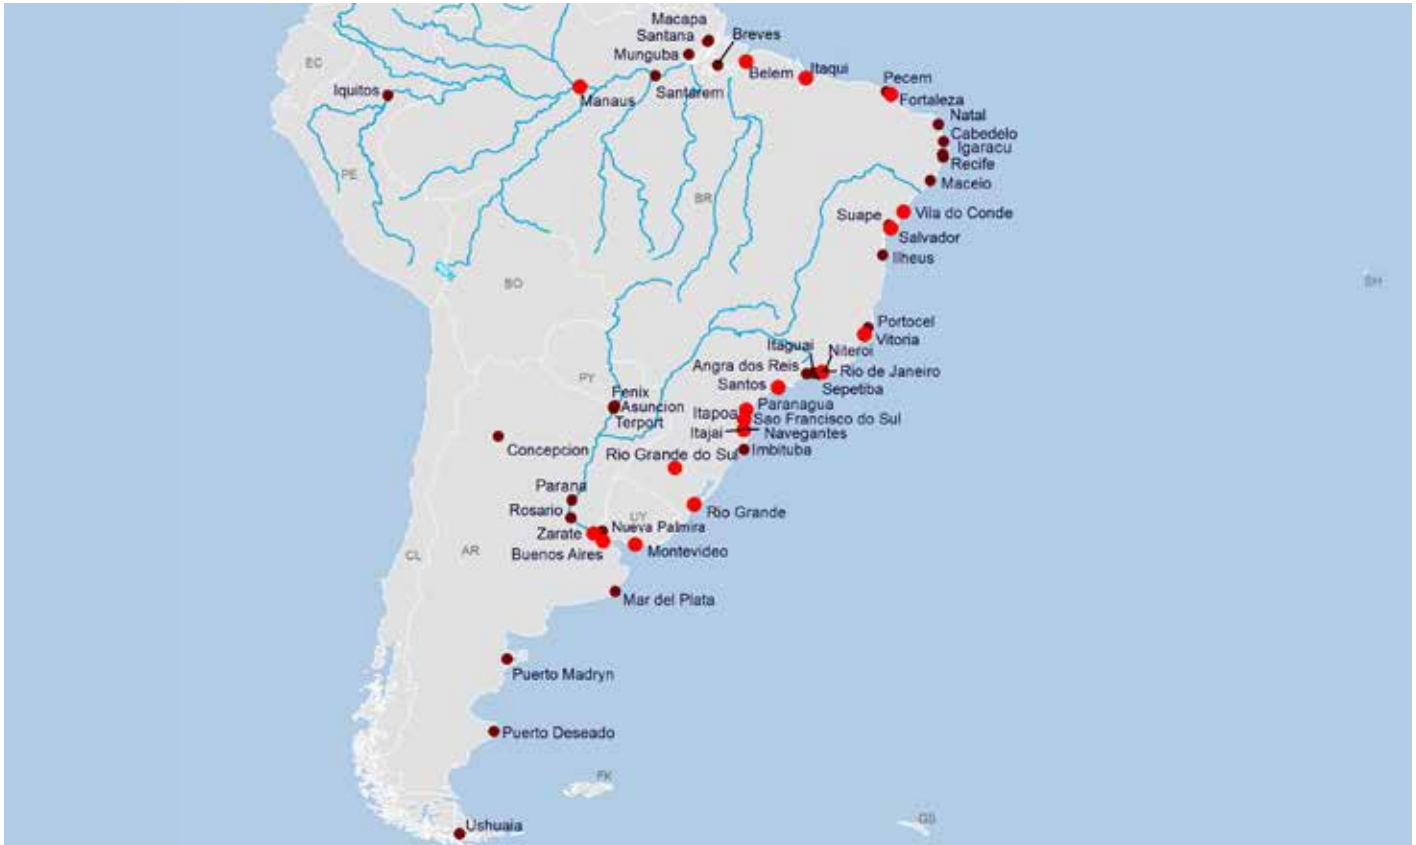 Macapa
Santana
Breves
Munguba
EC
Belem
Itaqui
Pecem
Iquitos
Santarem
Manaus
Fortaleza
Natal
Cabedelo
Igaracu
Recife
PE
Maceio
BR
Suape
Vila do Conde
Salvador
Ilheus
BO
SH
Portocel
Vitoria
Itaguai
Niteroi
Angra dos Reis
Rio de Janeiro
PY
Santos
Sepetiba
Fenix
Asuncion
Paranagua
Terport
Itapoa
Sao Francisco do Sul
Itajai
Navegantes
Concepcion
Rio Grande do Sul
Imbituba
Parana
Rosario
Rio Grande
UY
Nueva Palmira
Zarate
CL
AR
Buenos Aires
Montevideo
Mar del Plata
Puerto Madryn
Puerto Deseado
FK
GS
Ushuaia